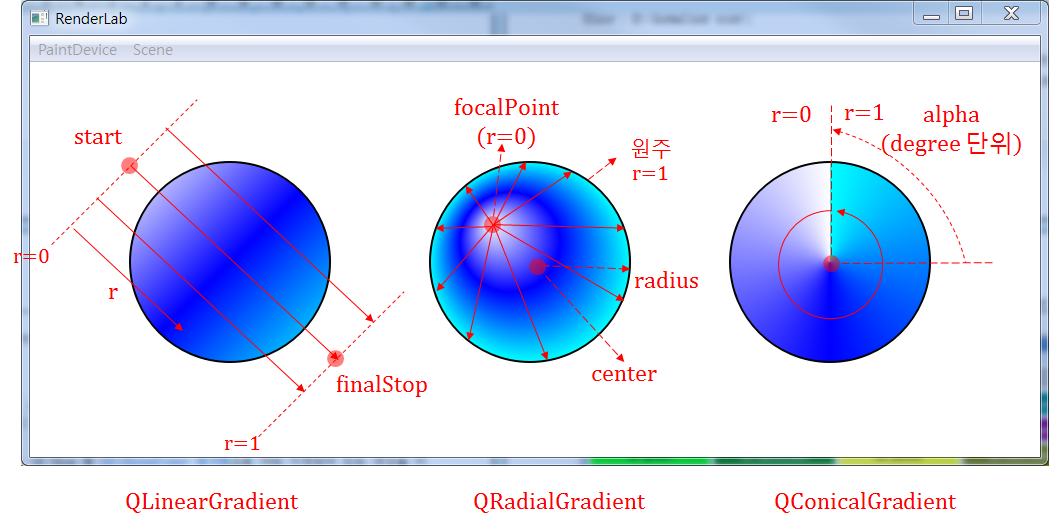 RenderLab
PaintDevice Scene
start
r=0
r
finalStop
r=1
focalPoint
(r=0)
원주
r=1
radius
center
r=0
r=1
alpha
(degree 단위)
QLinearGradient
QRadialGradient
QConicalGradient